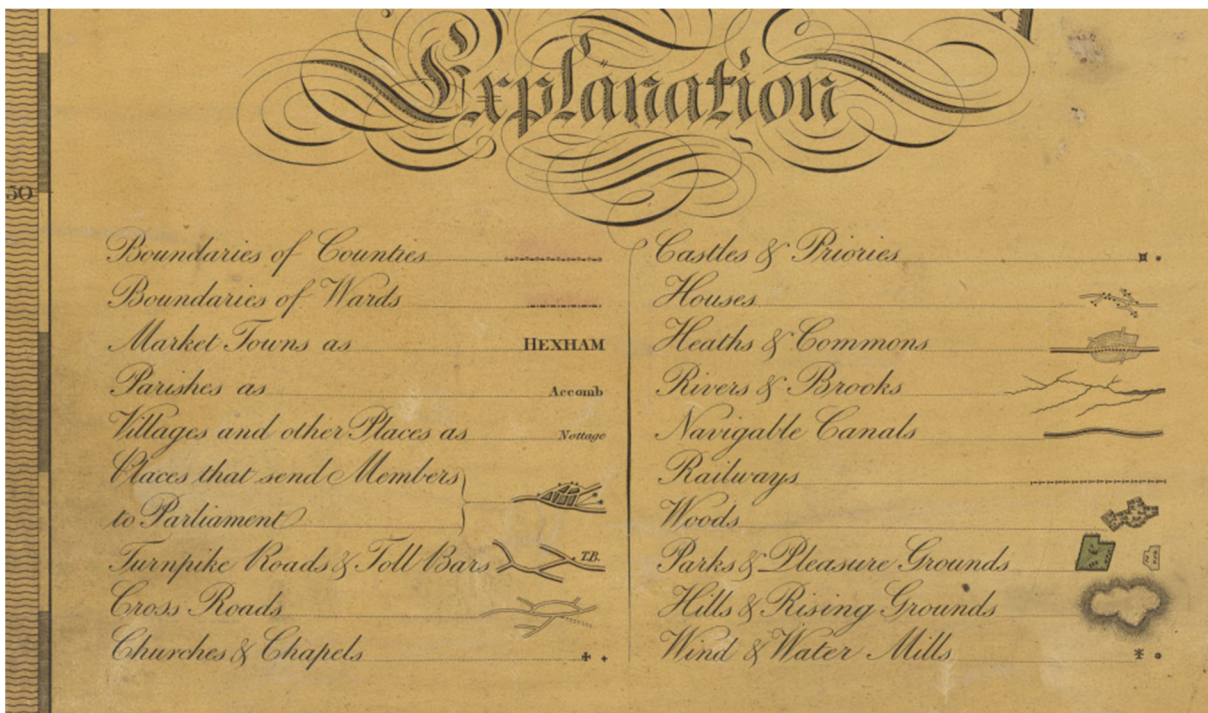 Explanation
50
Boundaries of Counties
Boundaries of Wards
Market Towns as HEXHAM
Parishes as Accomb
Villages and other Places as Nottage
Places that send Members
to Parliament
Turnpike Roads & Toll Bars T.B.
Cross Roads
Churches & Chapels
Castles & Priories
Houses
Heaths & Commons
Rivers & Brooks
Navigable Canals
Railways
Woods
Parks & Pleasure Grounds
Hills & Rising Grounds
Wind & Water Mills